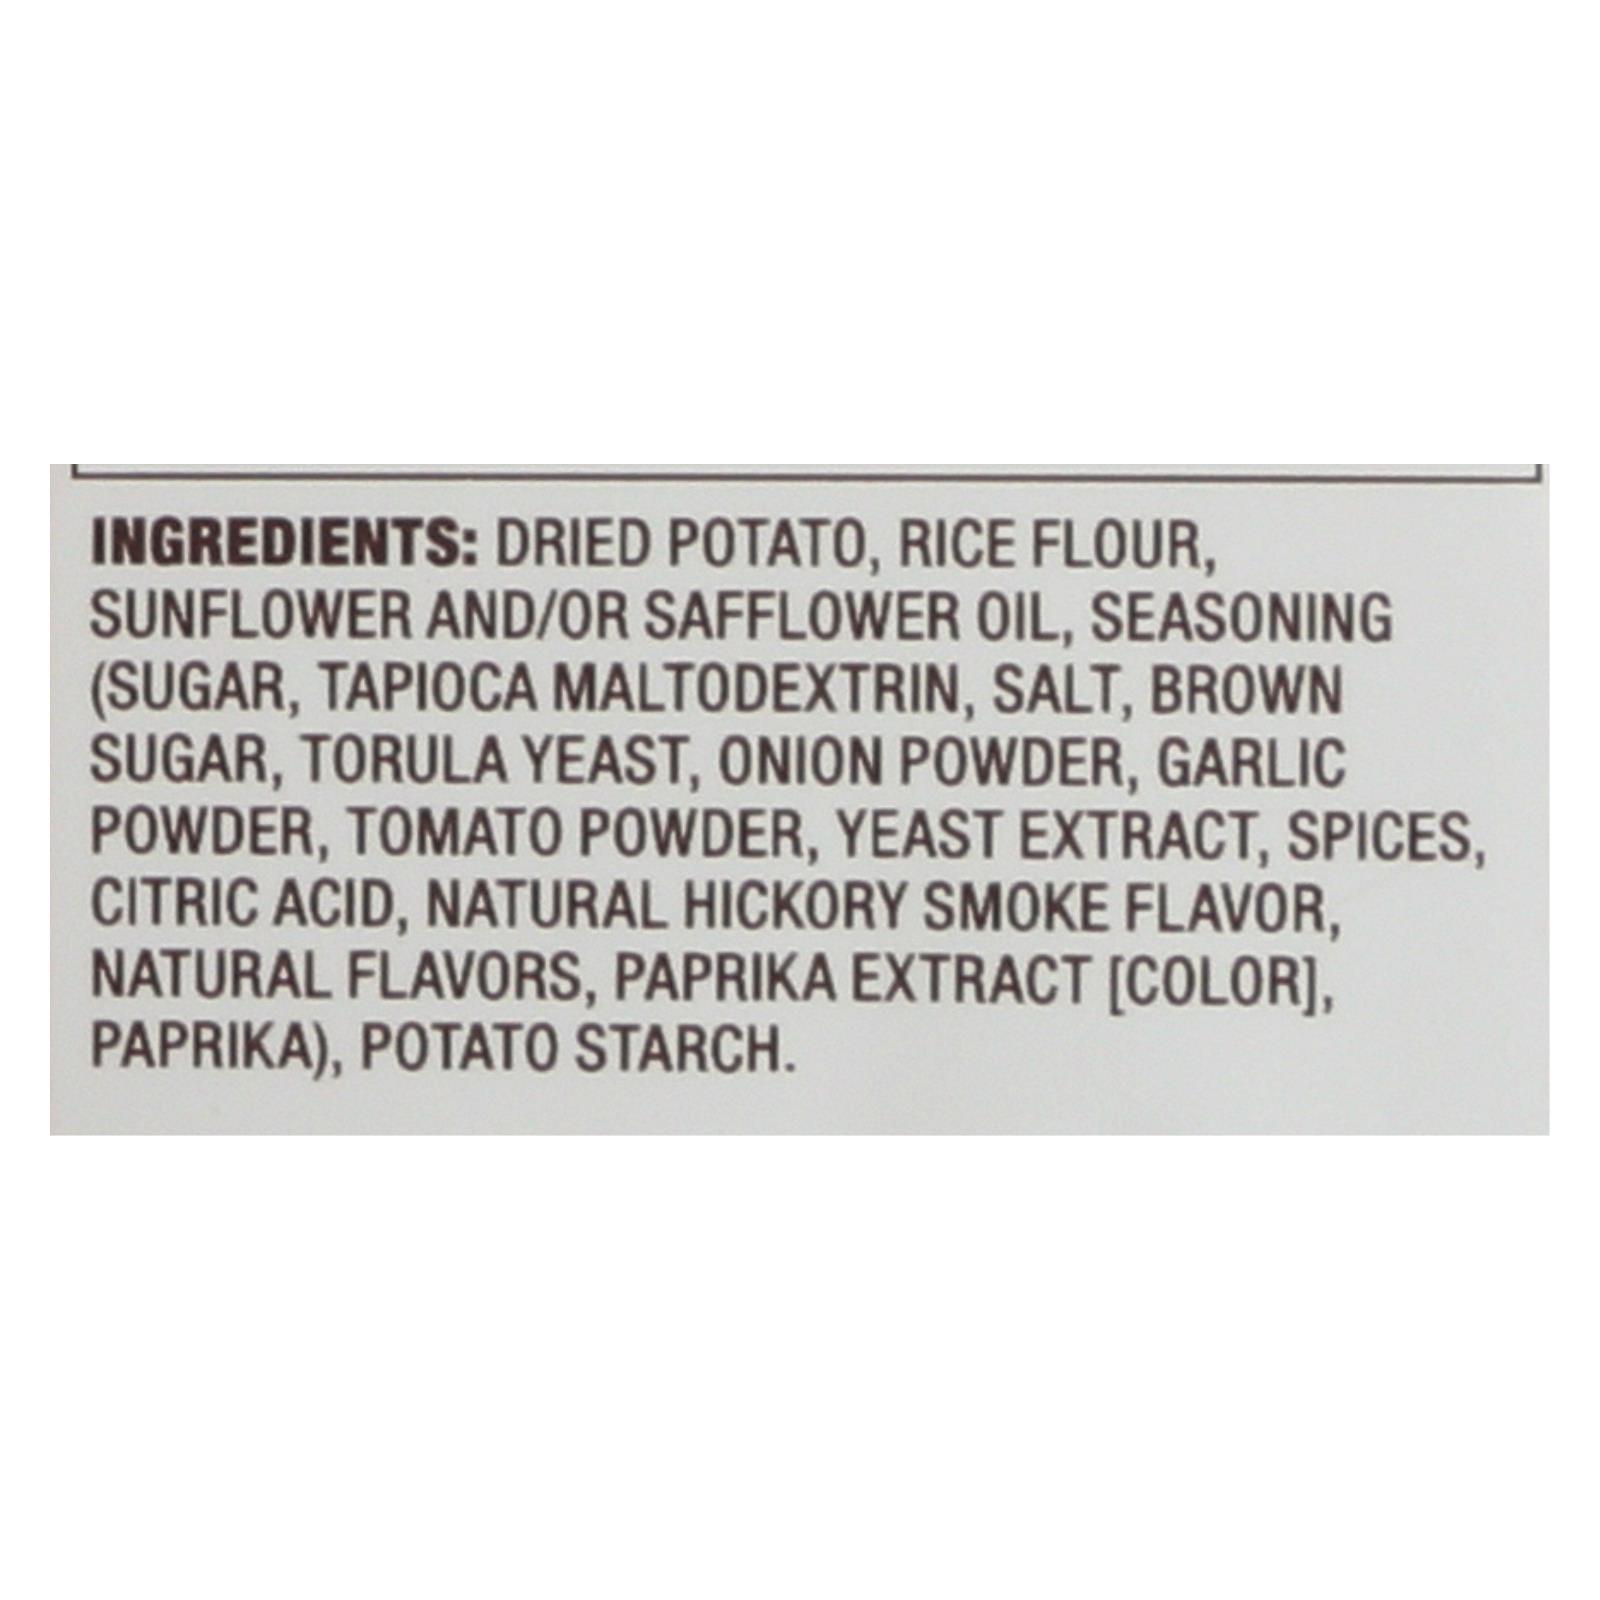 INGREDIENTS: DRIED POTATO, RICE FLOUR,
SUNFLOWER AND/OR SAFFLOWER OIL, SEASONING
(SUGAR, TAPIOCA MALTODEXTRIN, SALT, BROWN
SUGAR, TORULA YEAST, ONION POWDER, GARLIC
POWDER, TOMATO POWDER, YEAST EXTRACT, SPICES,
CITRIC ACID, NATURAL HICKORY SMOKE FLAVOR,
NATURAL FLAVORS, PAPRIKA EXTRACT [COLOR],
PAPRIKA), POTATO STARCH.